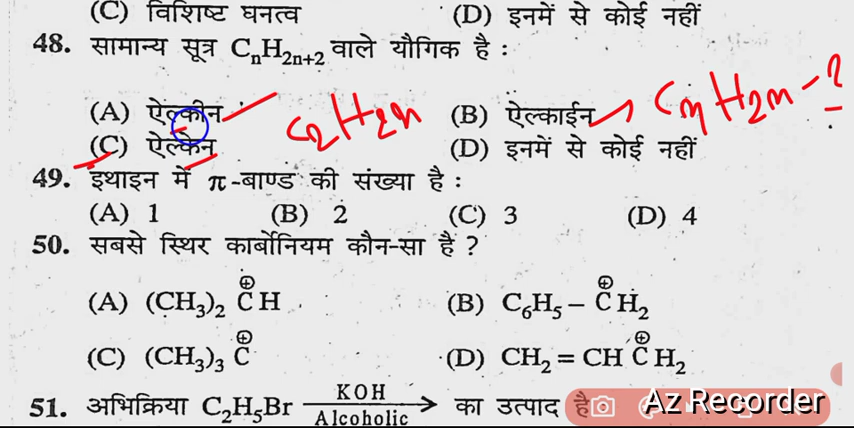 (C) विशिष्ट घनत्व (D) इनमें से कोई नहीं
48. सामान्य सूत्र CₙH₂ₙ₊₂ वाले यौगिक है :
(A) ऐल्कीन (B) ऐल्काईन CnH2n-2
C2H2n
(C) ऐल्केन (D) इनमें से कोई नहीं
49. इथाइन में π-बाण्ड की संख्या है :
(A) 1 (B) 2 (C) 3 (D) 4
50. सबसे स्थिर कार्बोनियम कौन-सा है ?
(A) (CH₃)₂ C⊕H (B) C₆H₅ – C⊕H₂
(C) (CH₃)₃ C⊕ (D) CH₂ = CH C⊕H₂
51. अभिक्रिया C₂H₅Br KOH Alcoholic → का उत्पाद है
Az Recorder